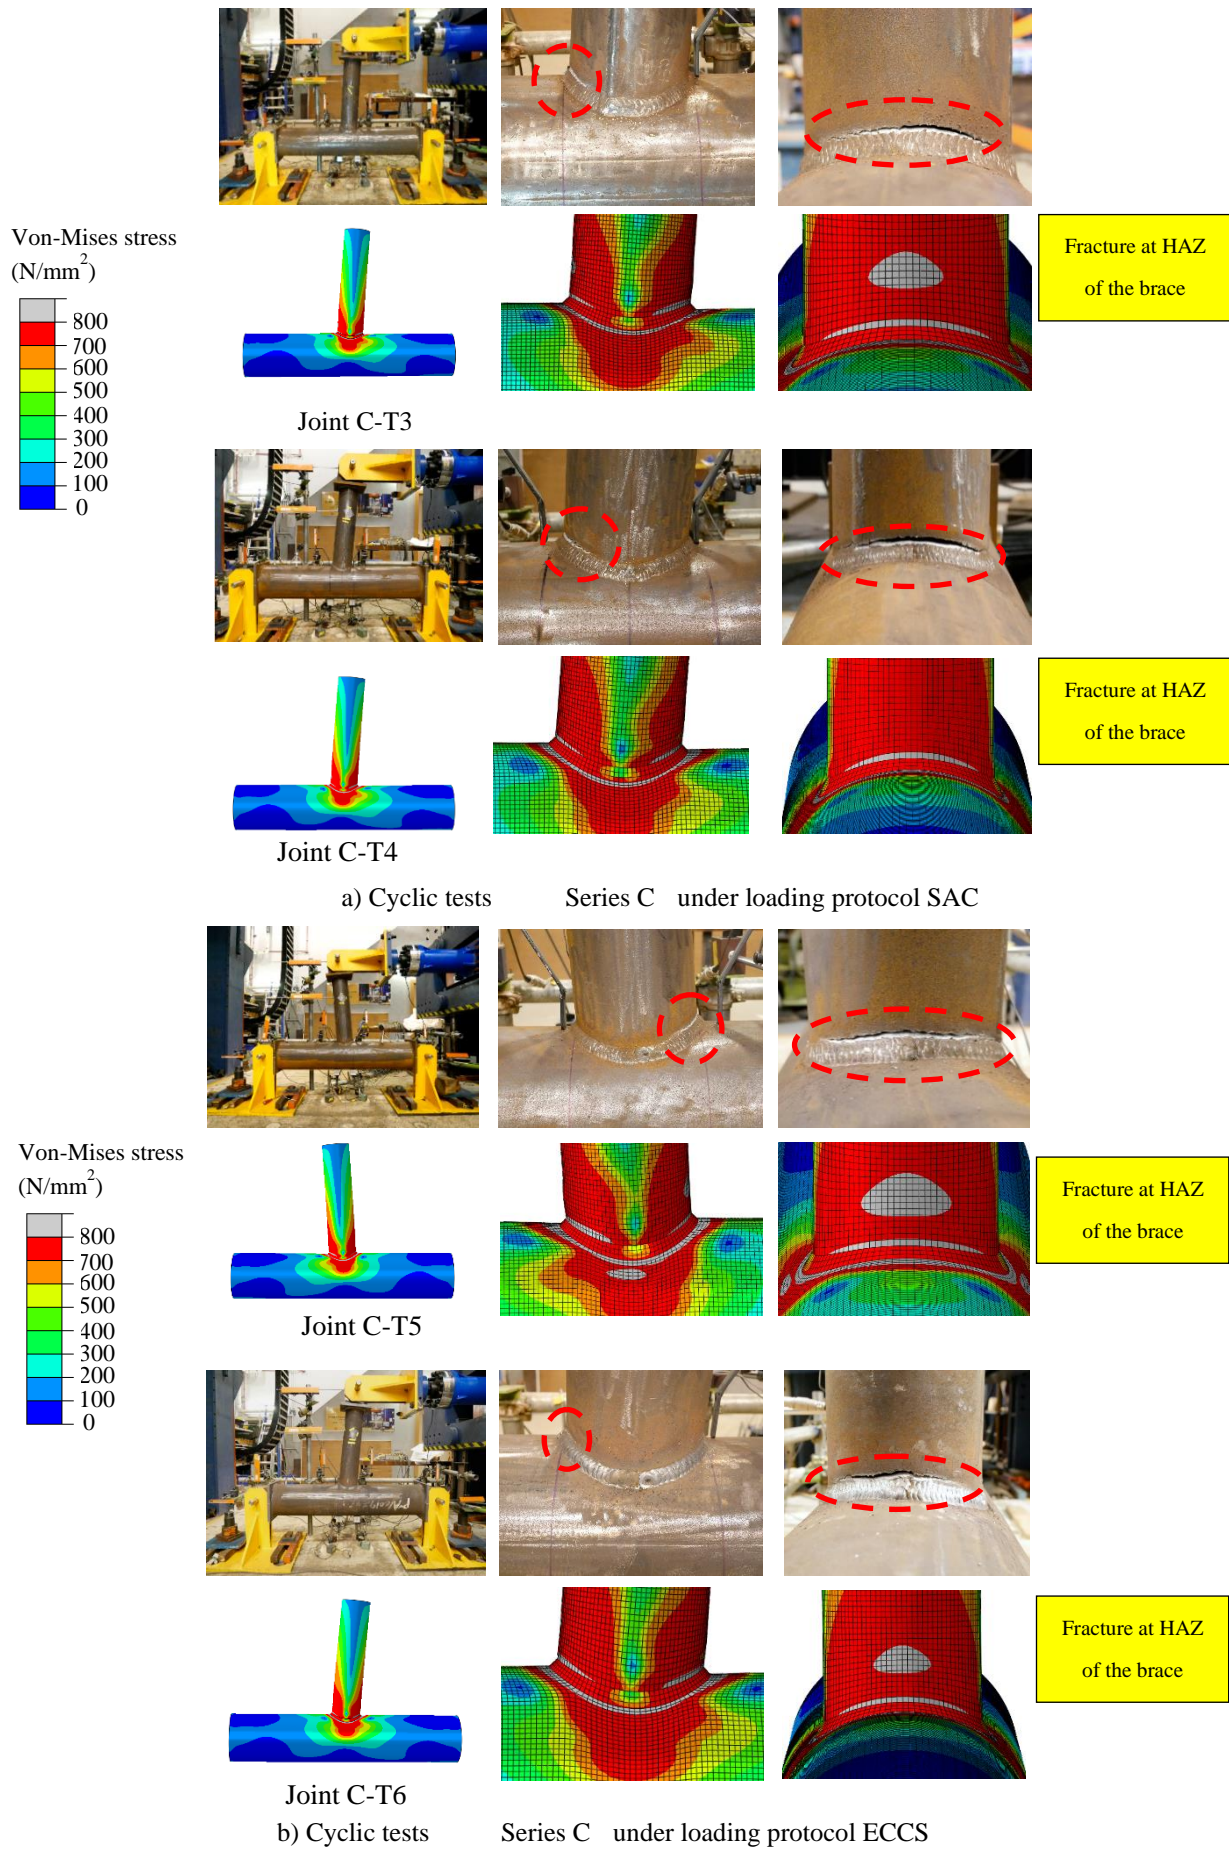 Von-Mises stress
(N/mm²)
800
700
600
500
400
300
200
100
0
Fracture at HAZ
of the brace
Joint C-T3
Fracture at HAZ
of the brace
Joint C-T4
a) Cyclic tests Series C under loading protocol SAC
Von-Mises stress
(N/mm²)
800
700
600
500
400
300
200
100
0
Fracture at HAZ
of the brace
Joint C-T5
Fracture at HAZ
of the brace
Joint C-T6
b) Cyclic tests Series C under loading protocol ECCS